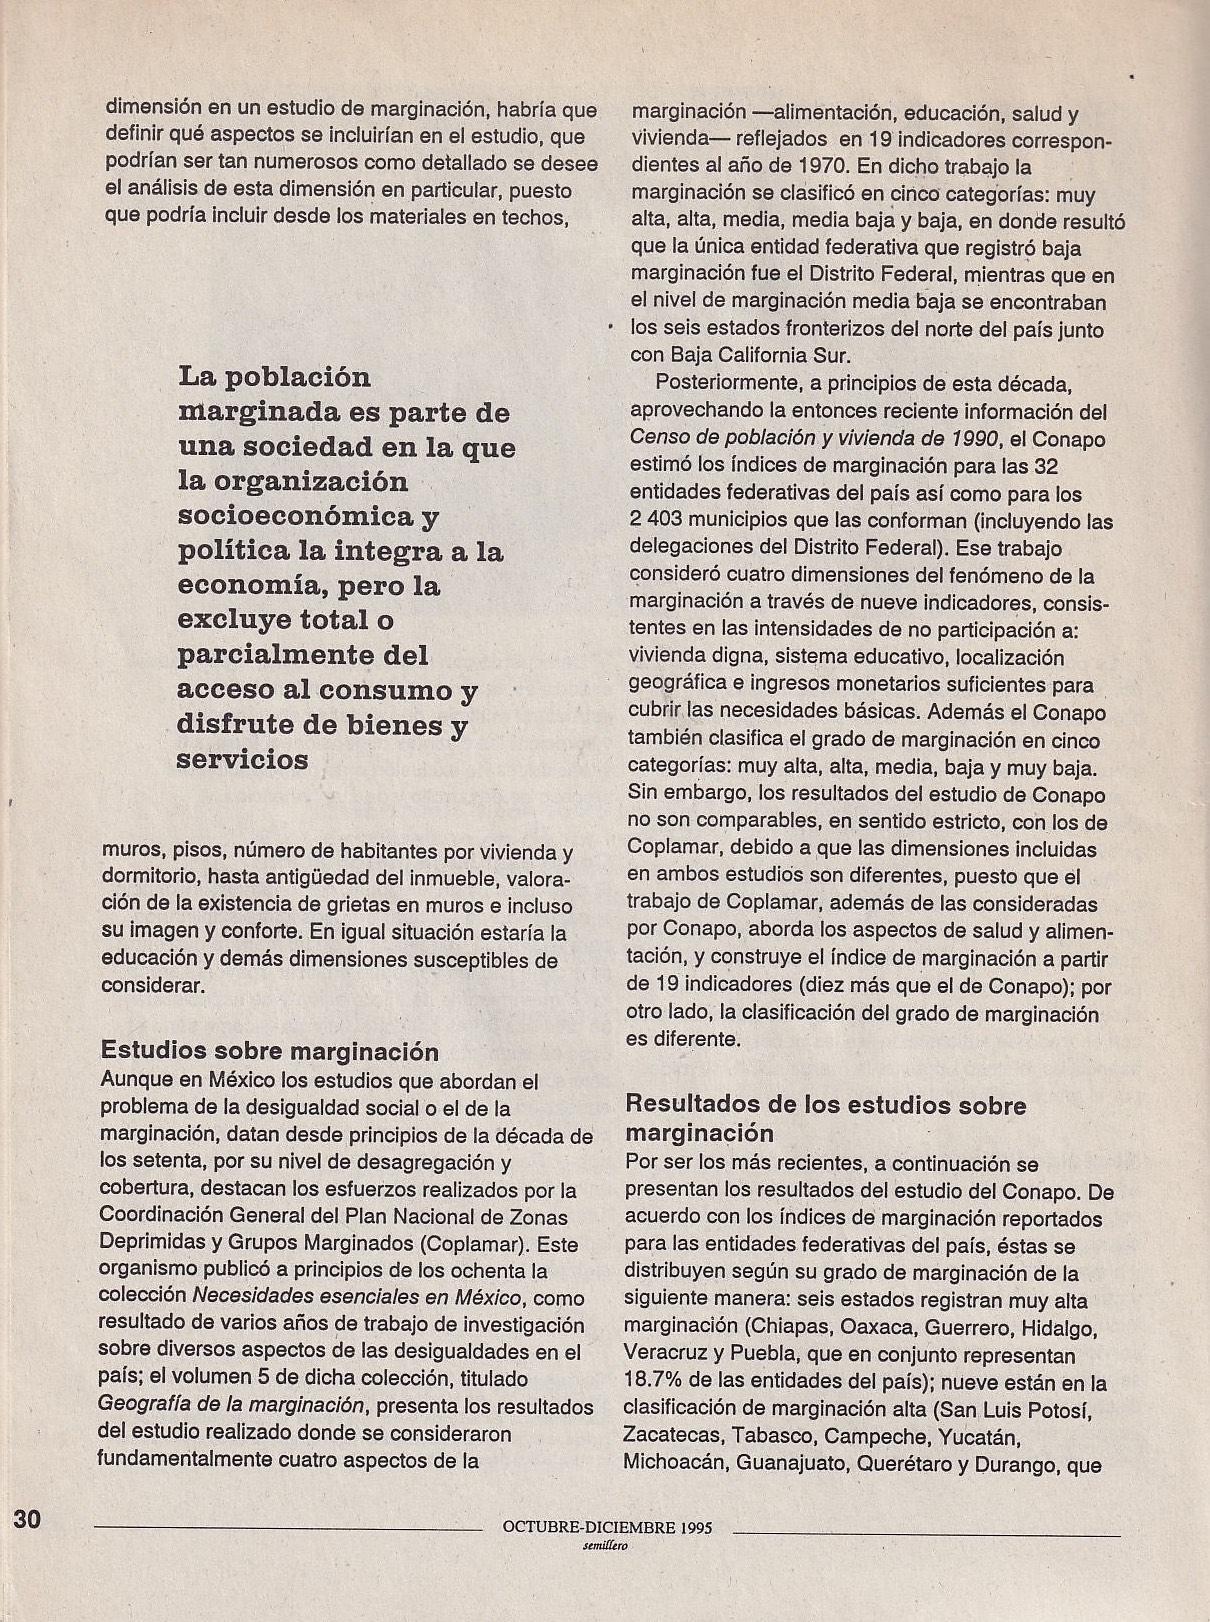 dimensión en un estudio de marginación, habría que
definir qué aspectos se incluirían en el estudio, que
podrían ser tan numerosos como detallado se desee
el análisis de esta dimensión en particular, puesto
que podría incluir desde los materiales en techos,
La población
marginada es parte de
una sociedad en la que
la organización
socioeconómica y
política la integra a la
economía, pero la
excluye total o
parcialmente del
acceso al consumo y
disfrute de bienes y
servicios
muros, pisos, número de habitantes por vivienda y
dormitorio, hasta antigüedad del inmueble, valora-
ción de la existencia de grietas en muros e incluso
su imagen y conforte. En igual situación estaría la
educación y demás dimensiones susceptibles de
considerar.
Estudios sobre marginación
Aunque en México los estudios que abordan el
problema de la desigualdad social o el de la
marginación, datan desde principios de la década de
los setenta, por su nivel de desagregación y
cobertura, destacan los esfuerzos realizados por la
Coordinación General del Plan Nacional de Zonas
Deprimidas y Grupos Marginados (Coplamar). Este
organismo publicó a principios de los ochenta la
colección Necesidades esenciales en México, como
resultado de varios años de trabajo de investigación
sobre diversos aspectos de las desigualdades en el
país; el volumen 5 de dicha colección, titulado
Geografía de la marginación, presenta los resultados
del estudio realizado donde se consideraron
fundamentalmente cuatro aspectos de la
marginación —alimentación, educación, salud y
vivienda— reflejados en 19 indicadores correspon-
dientes al año de 1970. En dicho trabajo la
marginación se clasificó en cinco categorías: muy
alta, alta, media, media baja y baja, en donde resultó
que la única entidad federativa que registró baja
marginación fue el Distrito Federal, mientras que en
el nivel de marginación media baja se encontraban
los seis estados fronterizos del norte del país junto
con Baja California Sur.
Posteriormente, a principios de esta década,
aprovechando la entonces reciente información del
Censo de población y vivienda de 1990, el Conapo
estimó los índices de marginación para las 32
entidades federativas del país así como para los
2 403 municipios que las conforman (incluyendo las
delegaciones del Distrito Federal). Ese trabajo
consideró cuatro dimensiones del fenómeno de la
marginación a través de nueve indicadores, consis-
tentes en las intensidades de no participación a:
vivienda digna, sistema educativo, localización
geográfica e ingresos monetarios suficientes para
cubrir las necesidades básicas. Además el Conapo
también clasifica el grado de marginación en cinco
categorías: muy alta, alta, media, baja y muy baja.
Sin embargo, los resultados del estudio de Conapo
no son comparables, en sentido estricto, con los de
Coplamar, debido a que las dimensiones incluidas
en ambos estudios son diferentes, puesto que el
trabajo de Coplamar, además de las consideradas
por Conapo, aborda los aspectos de salud y alimen-
tación, y construye el índice de marginación a partir
de 19 indicadores (diez más que el de Conapo); por
otro lado, la clasificación del grado de marginación
es diferente.
Resultados de los estudios sobre
marginación
Por ser los más recientes, a continuación se
presentan los resultados del estudio del Conapo. De
acuerdo con los índices de marginación reportados
para las entidades federativas del país, éstas se
distribuyen según su grado de marginación de la
siguiente manera: seis estados registran muy alta
marginación (Chiapas, Oaxaca, Guerrero, Hidalgo,
Veracruz y Puebla, que en conjunto representan
18.7% de las entidades del país); nueve están en la
clasificación de marginación alta (San Luis Potosí,
Zacatecas, Tabasco, Campeche, Yucatán,
Michoacán, Guanajuato, Querétaro y Durango, que
30
OCTUBRE-DICIEMBRE 1995
semillero